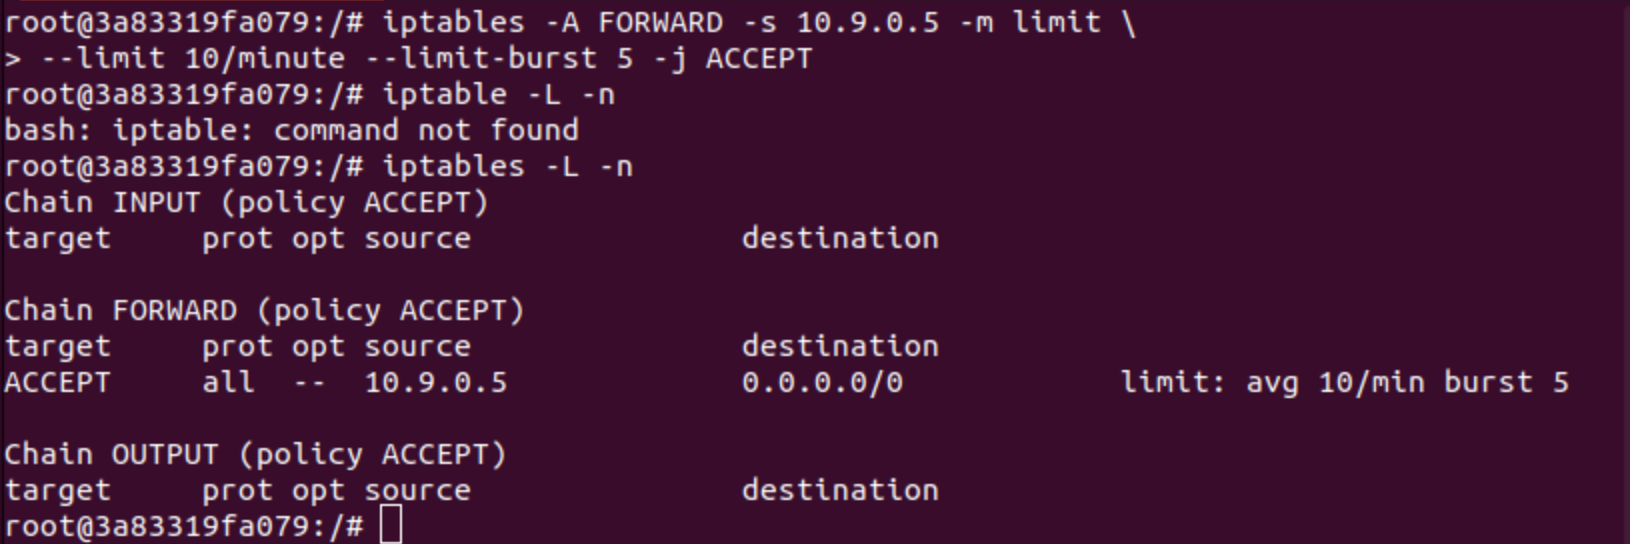 root@3a83319fa079:/# iptables -A FORWARD -s 10.9.0.5 -m limit \
> --limit 10/minute --limit-burst 5 -j ACCEPT
root@3a83319fa079:/# iptable -L -n
bash: iptable: command not found
root@3a83319fa079:/# iptables -L -n
Chain INPUT (policy ACCEPT)
target     prot opt source               destination

Chain FORWARD (policy ACCEPT)
target     prot opt source               destination
ACCEPT     all  --  10.9.0.5             0.0.0.0/0            limit: avg 10/min burst 5

Chain OUTPUT (policy ACCEPT)
target     prot opt source               destination
root@3a83319fa079:/#